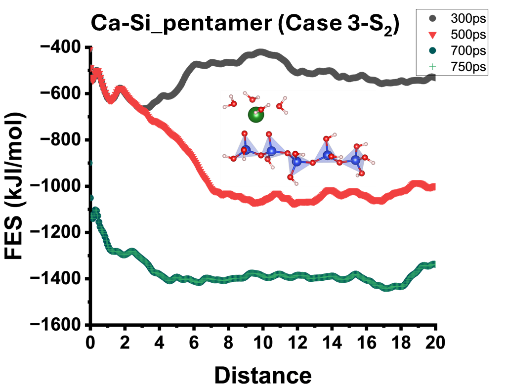 Ca-Si_pentamer (Case 3-S₂)
300ps
500ps
700ps
750ps
FES (kJl/mol)
−400
−600
−800
−1000
−1200
−1400
−1600
0 2 4 6 8 10 12 14 16 18 20
Distance